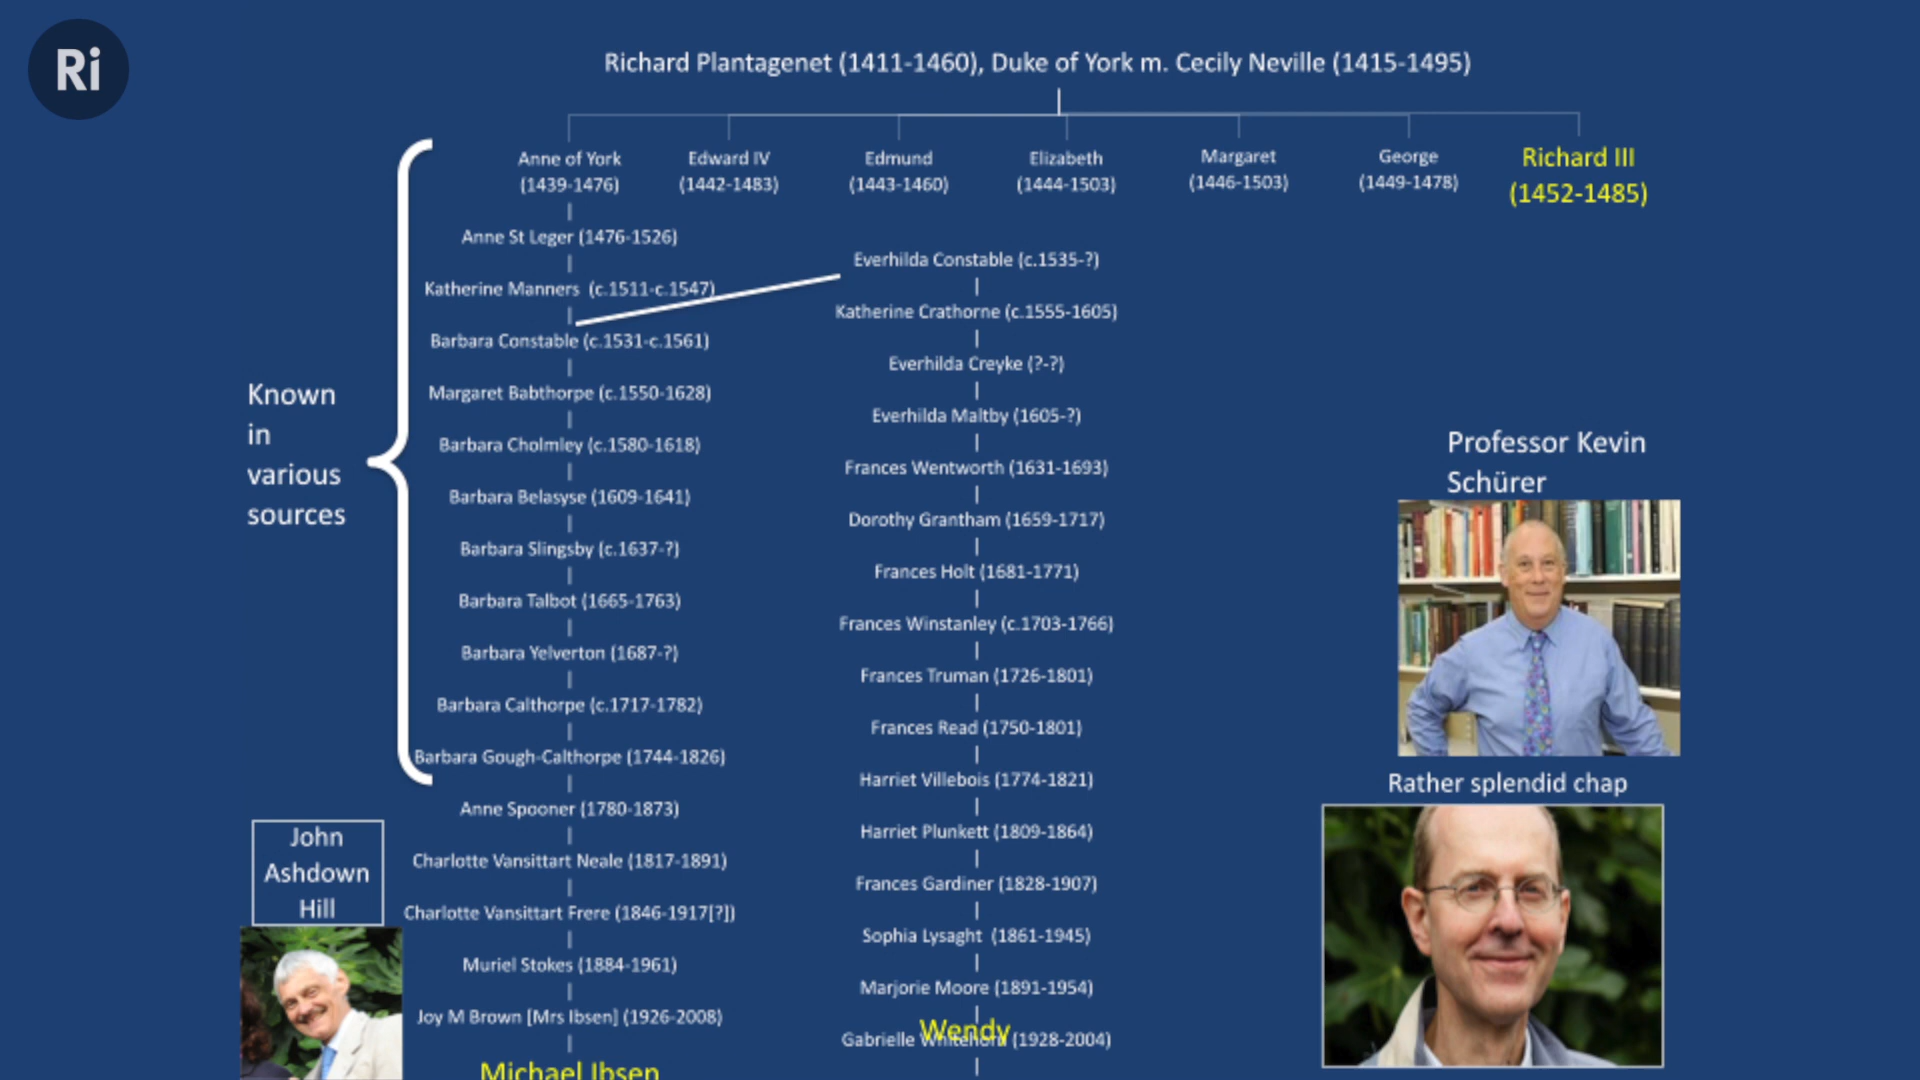 Ri
Richard Plantagenet (1411-1460), Duke of York m. Cecily Neville (1415-1495)
Anne of York
(1439-1476)
Edward IV
(1442-1483)
Edmund
(1443-1460)
Elizabeth
(1444-1503)
Margaret
(1446-1503)
George
(1449-1478)
Richard III
(1452-1485)
Known
in
various
sources
Anne St Leger (1476-1526)
Katherine Manners (c.1511-c.1547)
Barbara Constable (c.1531-c.1561)
Margaret Babthorpe (c.1550-1628)
Barbara Cholmley (c.1580-1618)
Barbara Belasyse (1609-1641)
Barbara Slingsby (c.1637-?)
Barbara Talbot (1665-1763)
Barbara Yelverton (1687-?)
Barbara Calthorpe (c.1717-1782)
Barbara Gough-Calthorpe (1744-1826)
Anne Spooner (1780-1873)
Charlotte Vansittart Neale (1817-1891)
Charlotte Vansittart Frere (1846-1917[?])
Muriel Stokes (1884-1961)
Joy M Brown [Mrs Ibsen] (1926-2008)
Michael Ibsen
Everhilda Constable (c.1535-?)
Katherine Crathorne (c.1555-1605)
Everhilda Creyke (?-?)
Everhilda Maltby (1605-?)
Frances Wentworth (1631-1693)
Dorothy Grantham (1659-1717)
Frances Holt (1681-1771)
Frances Winstanley (c.1703-1766)
Frances Truman (1726-1801)
Frances Read (1750-1801)
Harriet Villebois (1774-1821)
Harriet Plunkett (1809-1864)
Frances Gardiner (1828-1907)
Sophia Lysaght (1861-1945)
Marjorie Moore (1891-1954)
Wendy
Gabrielle (1928-2004)
John
Ashdown
Hill
Professor Kevin
Schürer
Rather splendid chap